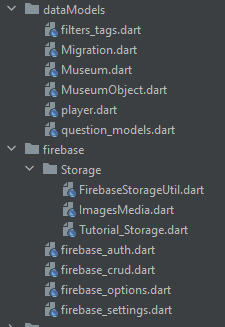 dataModels
filters_tags.dart
Migration.dart
Museum.dart
MuseumObject.dart
player.dart
question_models.dart
firebase
Storage
FirebaseStorageUtil.dart
ImagesMedia.dart
Tutorial_Storage.dart
firebase_auth.dart
firebase_crud.dart
firebase_options.dart
firebase_settings.dart